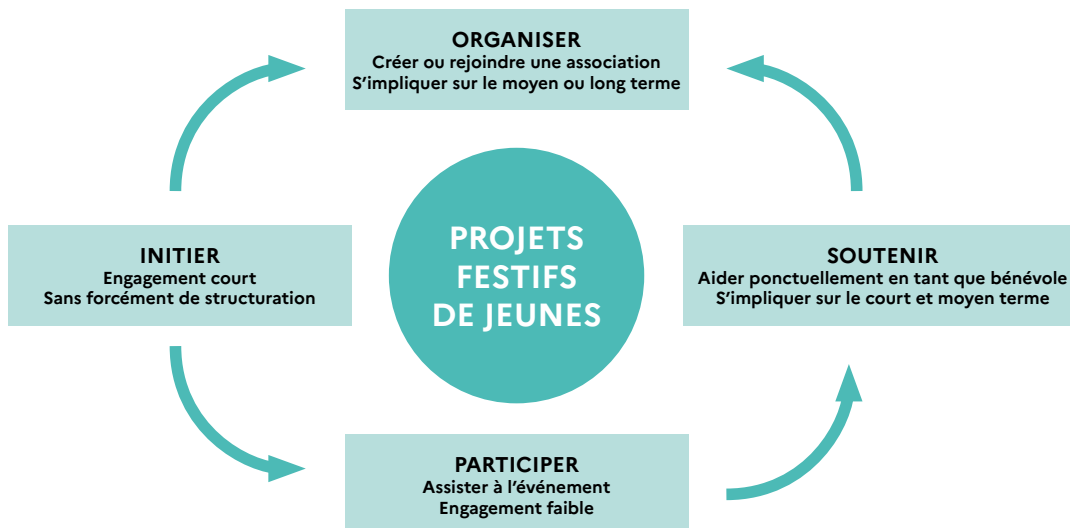 ORGANISER
Créer ou rejoindre une association
S’impliquer sur le moyen ou long terme
INITIER
Engagement court
Sans forcément de structuration
PROJETS
FESTIFS
DE JEUNES
SOUTENIR
Aider ponctuellement en tant que bénévole
S’impliquer sur le court et moyen terme
PARTICIPER
Assister à l’événement
Engagement faible